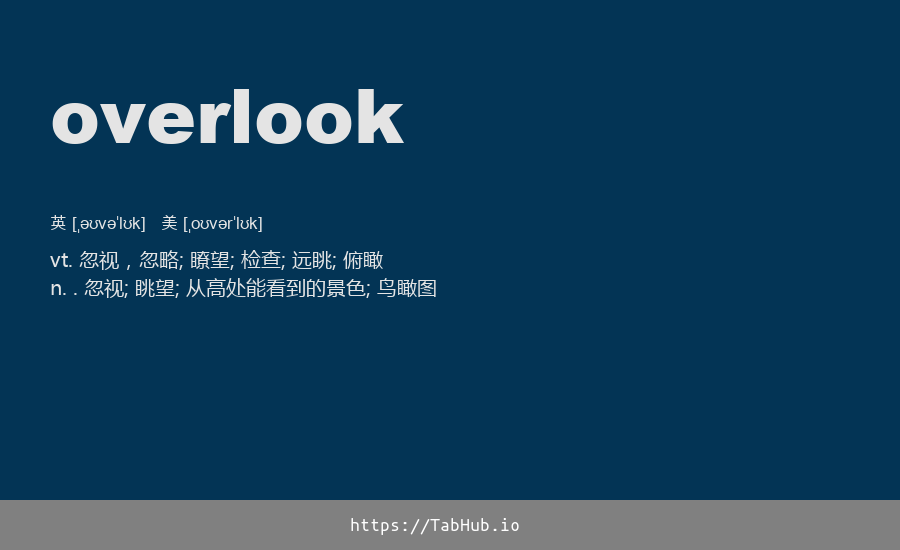 overlook
英 [ˌəʊvəˈlʊk] 美 [ˌoʊvərˈlʊk]
vt. 忽视，忽略; 瞭望; 检查; 远眺; 俯瞰
n. . 忽视; 眺望; 从高处能看到的景色; 鸟瞰图
https://TabHub.io